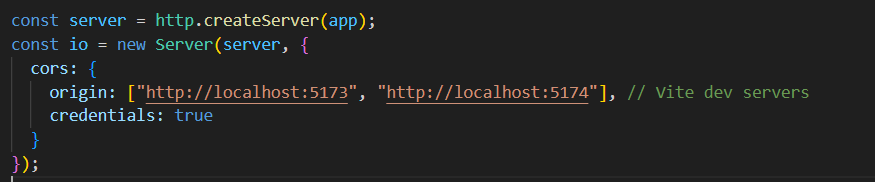 const server = http.createServer(app);
const io = new Server(server, {
  cors: {
    origin: ["http://localhost:5173", "http://localhost:5174"], // Vite dev servers
    credentials: true
  }
});